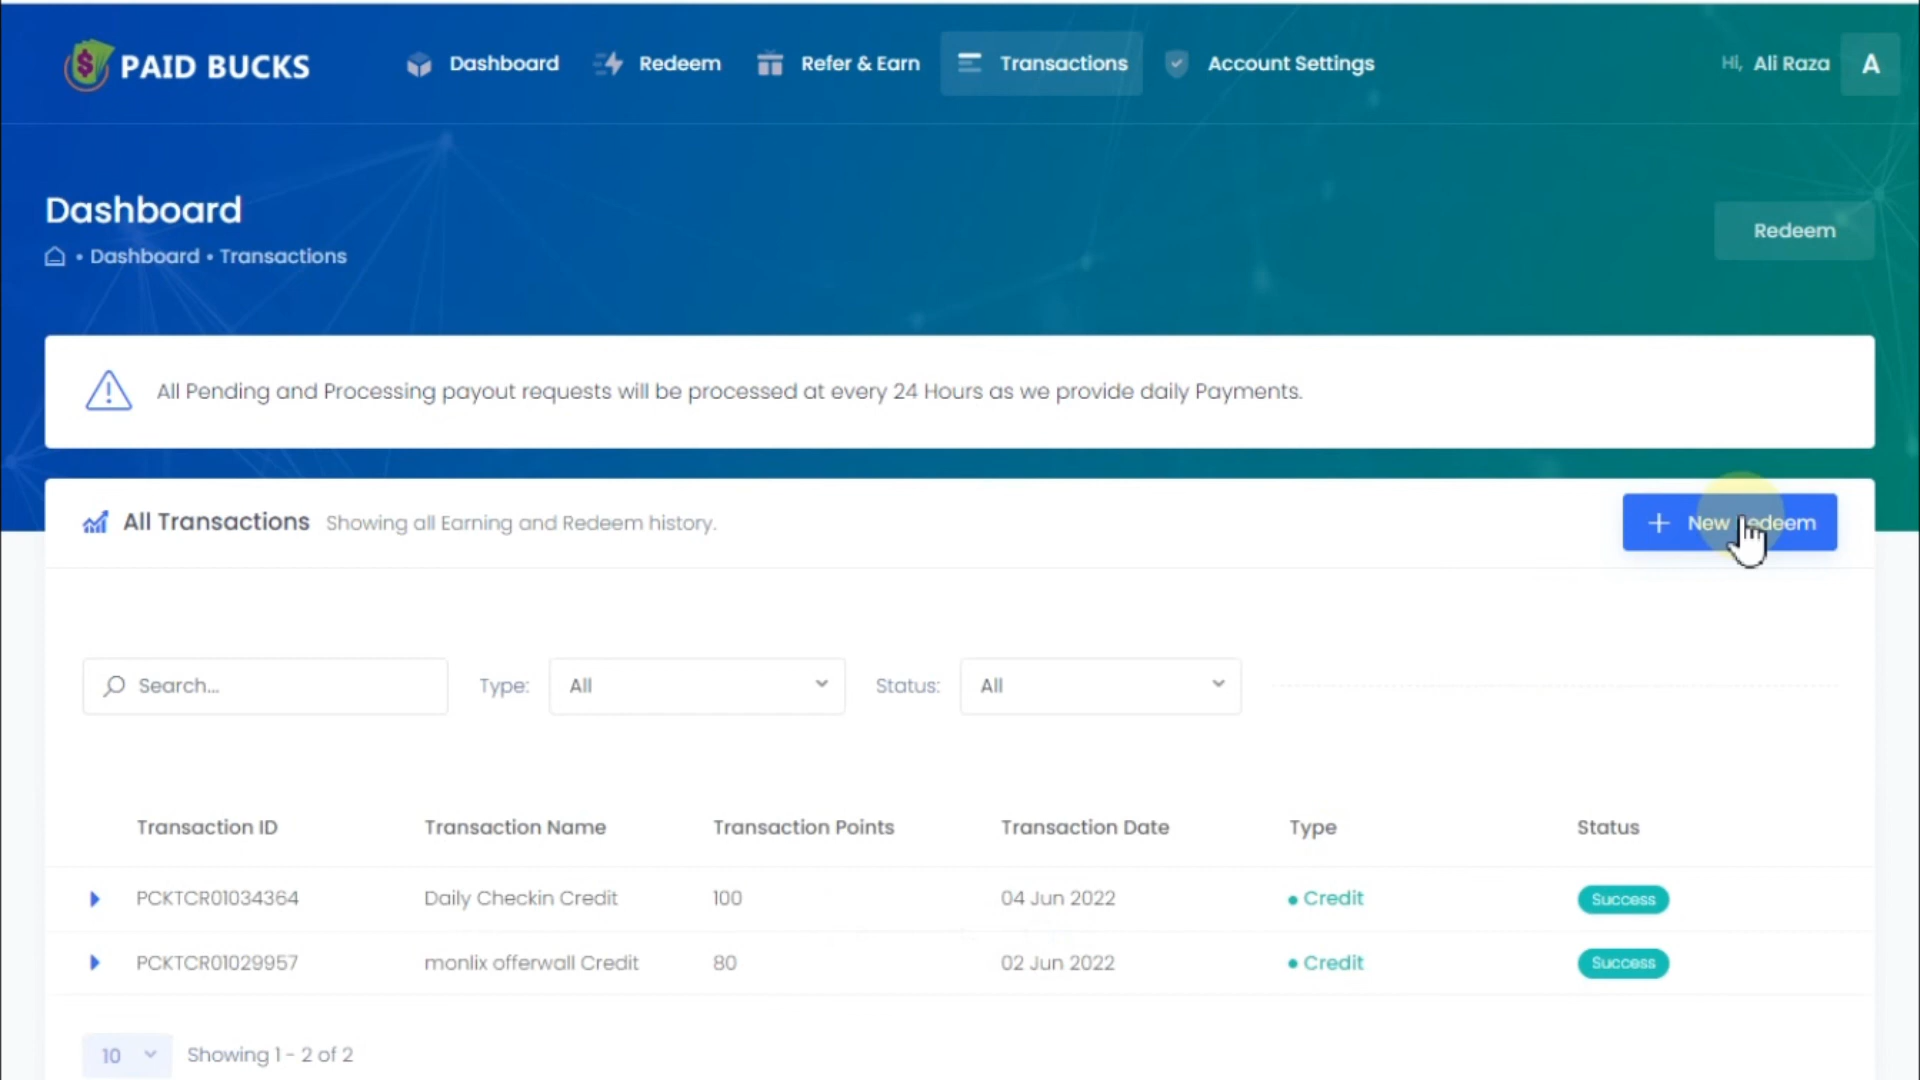 PAID BUCKS
Dashboard
Redeem
Refer & Earn
Transactions
Account Settings
Hi, Ali Raza
A
Dashboard
• Dashboard • Transactions
Redeem
All Pending and Processing payout requests will be processed at every 24 Hours as we provide daily Payments.
All Transactions Showing all Earning and Redeem history.
+ New Redeem
Search...
Type: All
Status: All
Transaction ID Transaction Name Transaction Points Transaction Date Type Status
PCKTCR01034364 Daily Checkin Credit 100 04 Jun 2022 • Credit Success
PCKTCR01029957 monlix offerwall Credit 80 02 Jun 2022 • Credit Success
10 Showing 1 - 2 of 2